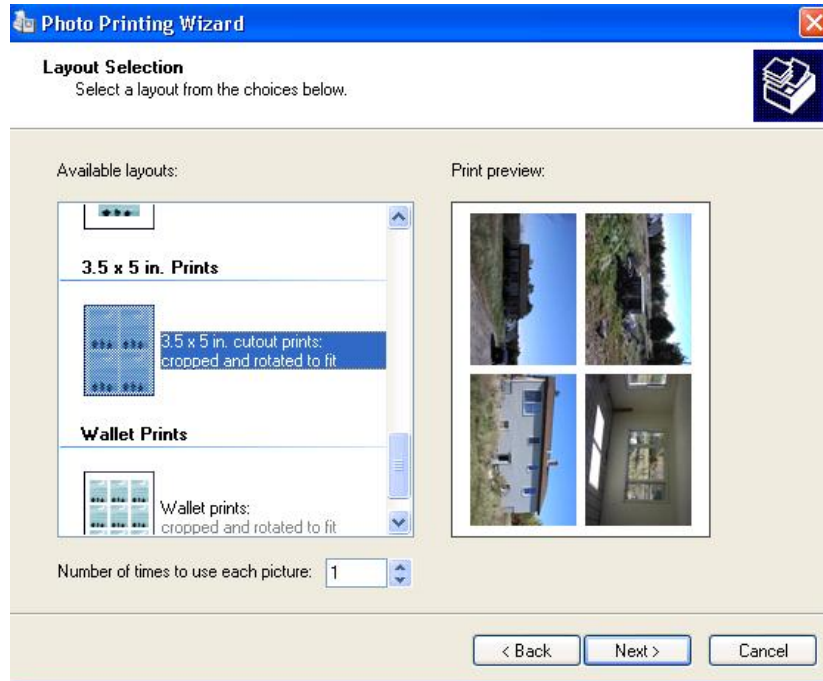 Photo Printing Wizard
Layout Selection
Select a layout from the choices below.
Available layouts:
Print preview:
3.5 x 5 in. Prints
3.5 x 5 in. cutout prints:
cropped and rotated to fit
Wallet Prints
Wallet prints:
cropped and rotated to fit
Number of times to use each picture: 1
< Back Next > Cancel